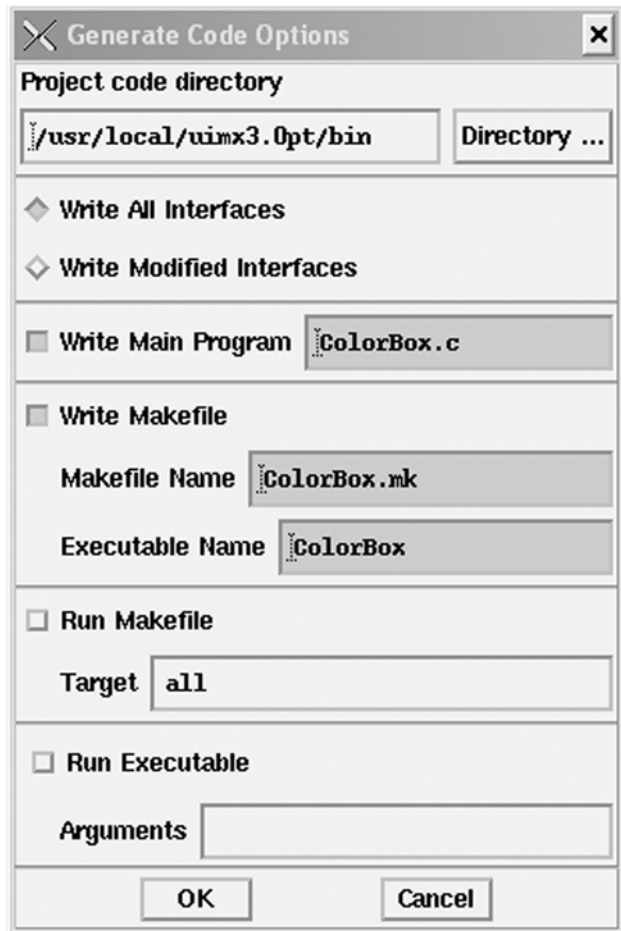 Generate Code Options
Project code directory
/usr/local/uimx3.0pt/bin Directory ...
Write All Interfaces
Write Modified Interfaces
Write Main Program ColorBox.c
Write Makefile
Makefile Name ColorBox.mk
Executable Name ColorBox
Run Makefile
Target all
Run Executable
Arguments
OK Cancel